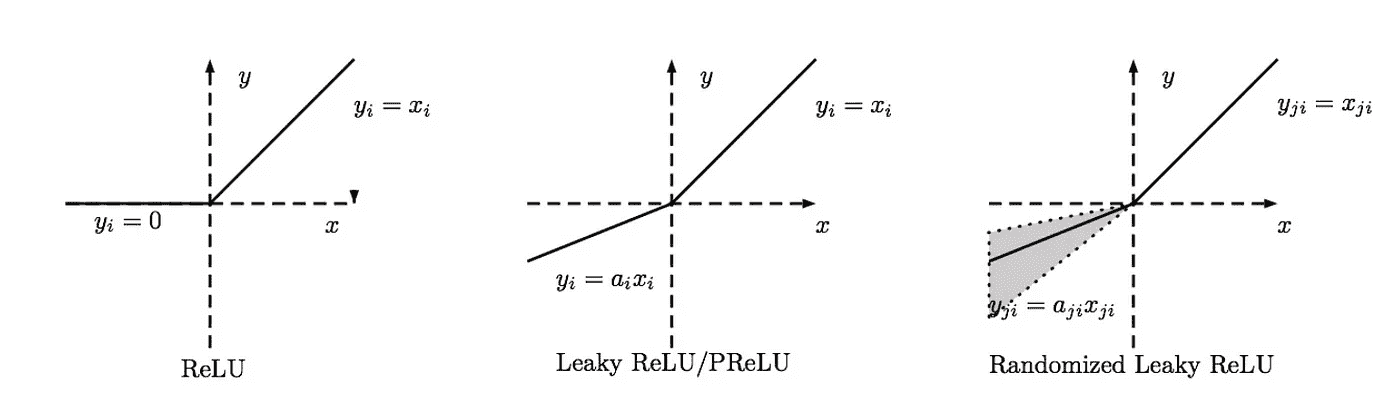 y
y_i = x_i
y_i = 0
x
ReLU
y
y_i = x_i
x
y_i = a_i x_i
Leaky ReLU/PReLU
y
y_{ji} = x_{ji}
x
y_{ji} = a_{ji} x_{ji}
Randomized Leaky ReLU